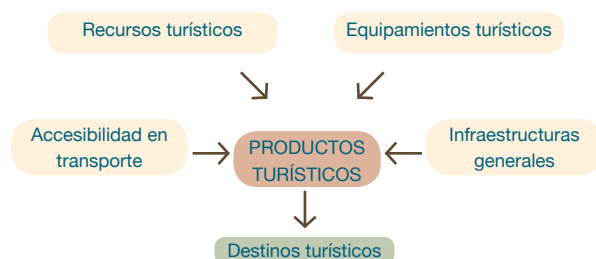 Recursos turísticos
Equipamientos turísticos
Accesibilidad en
transporte
PRODUCTOS
TURÍSTICOS
Infraestructuras
generales
Destinos turísticos